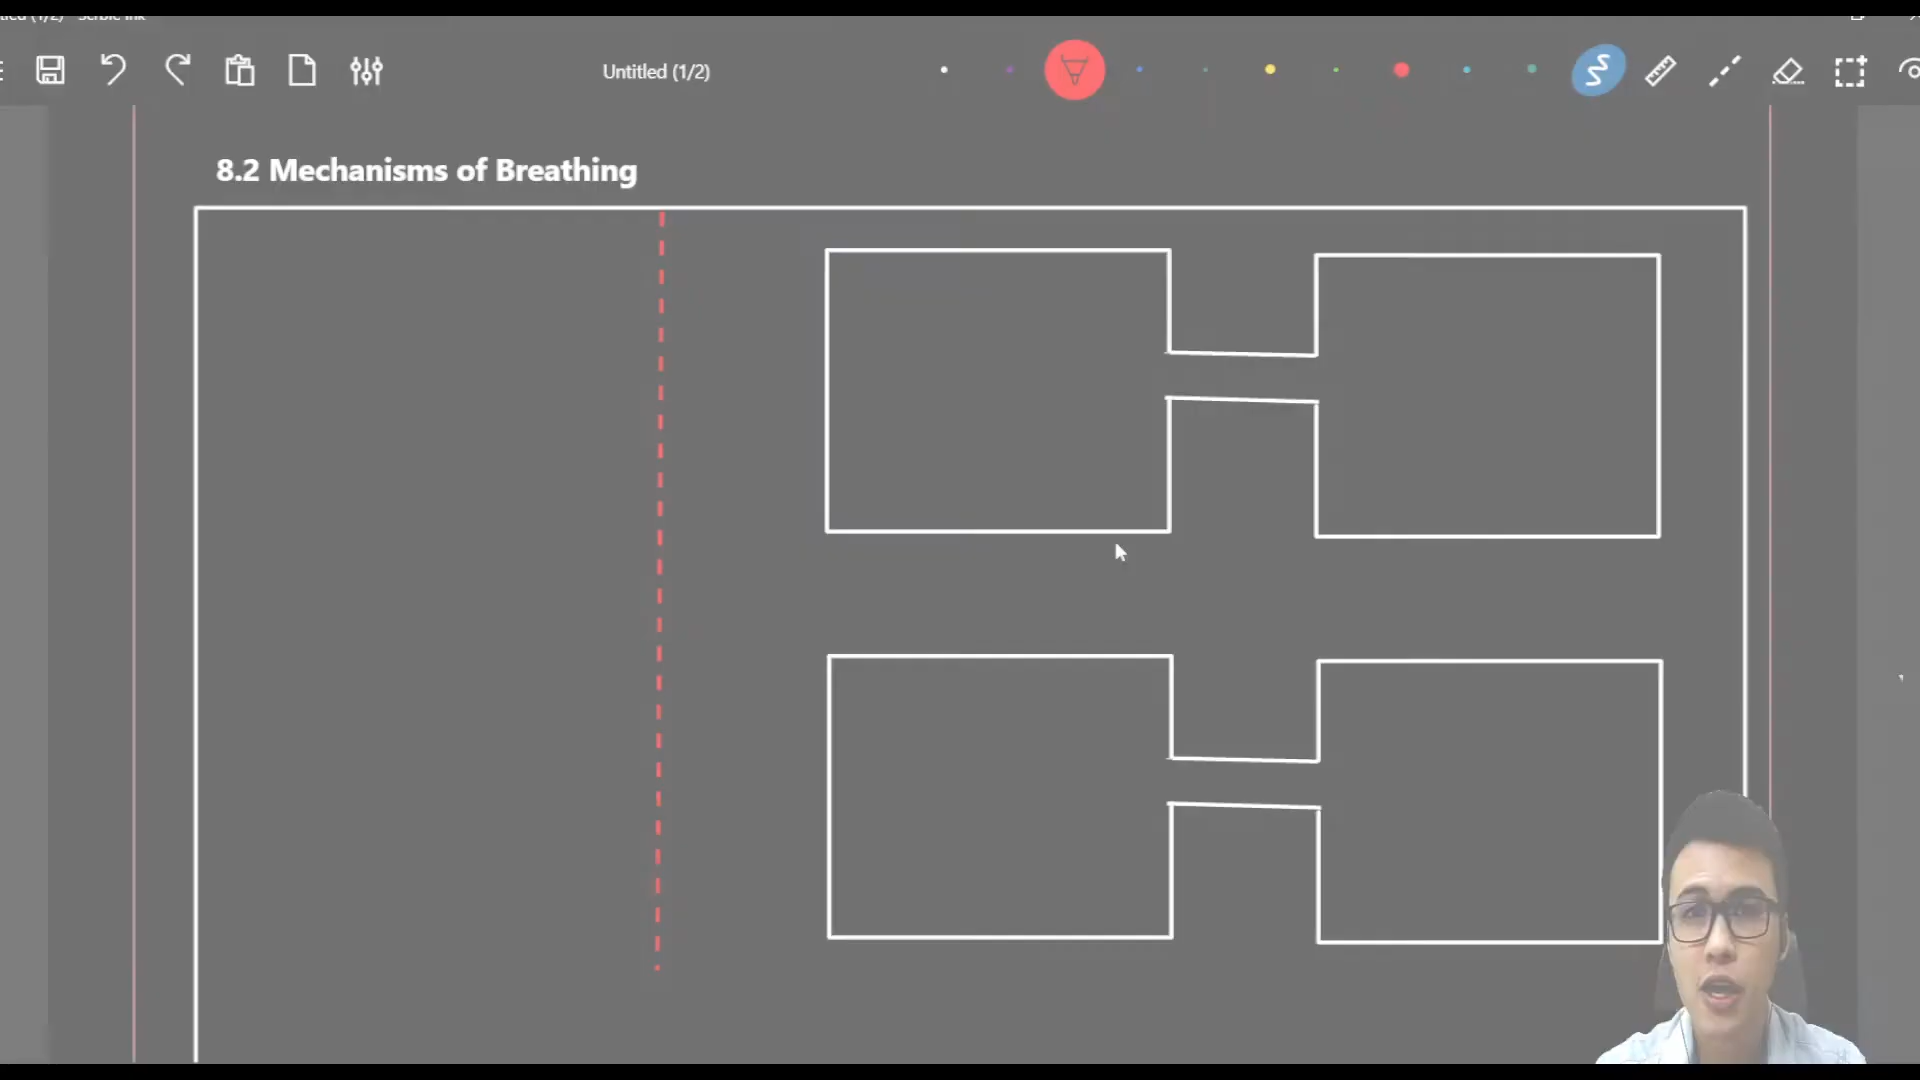 Untitled (1/2)
8.2 Mechanisms of Breathing